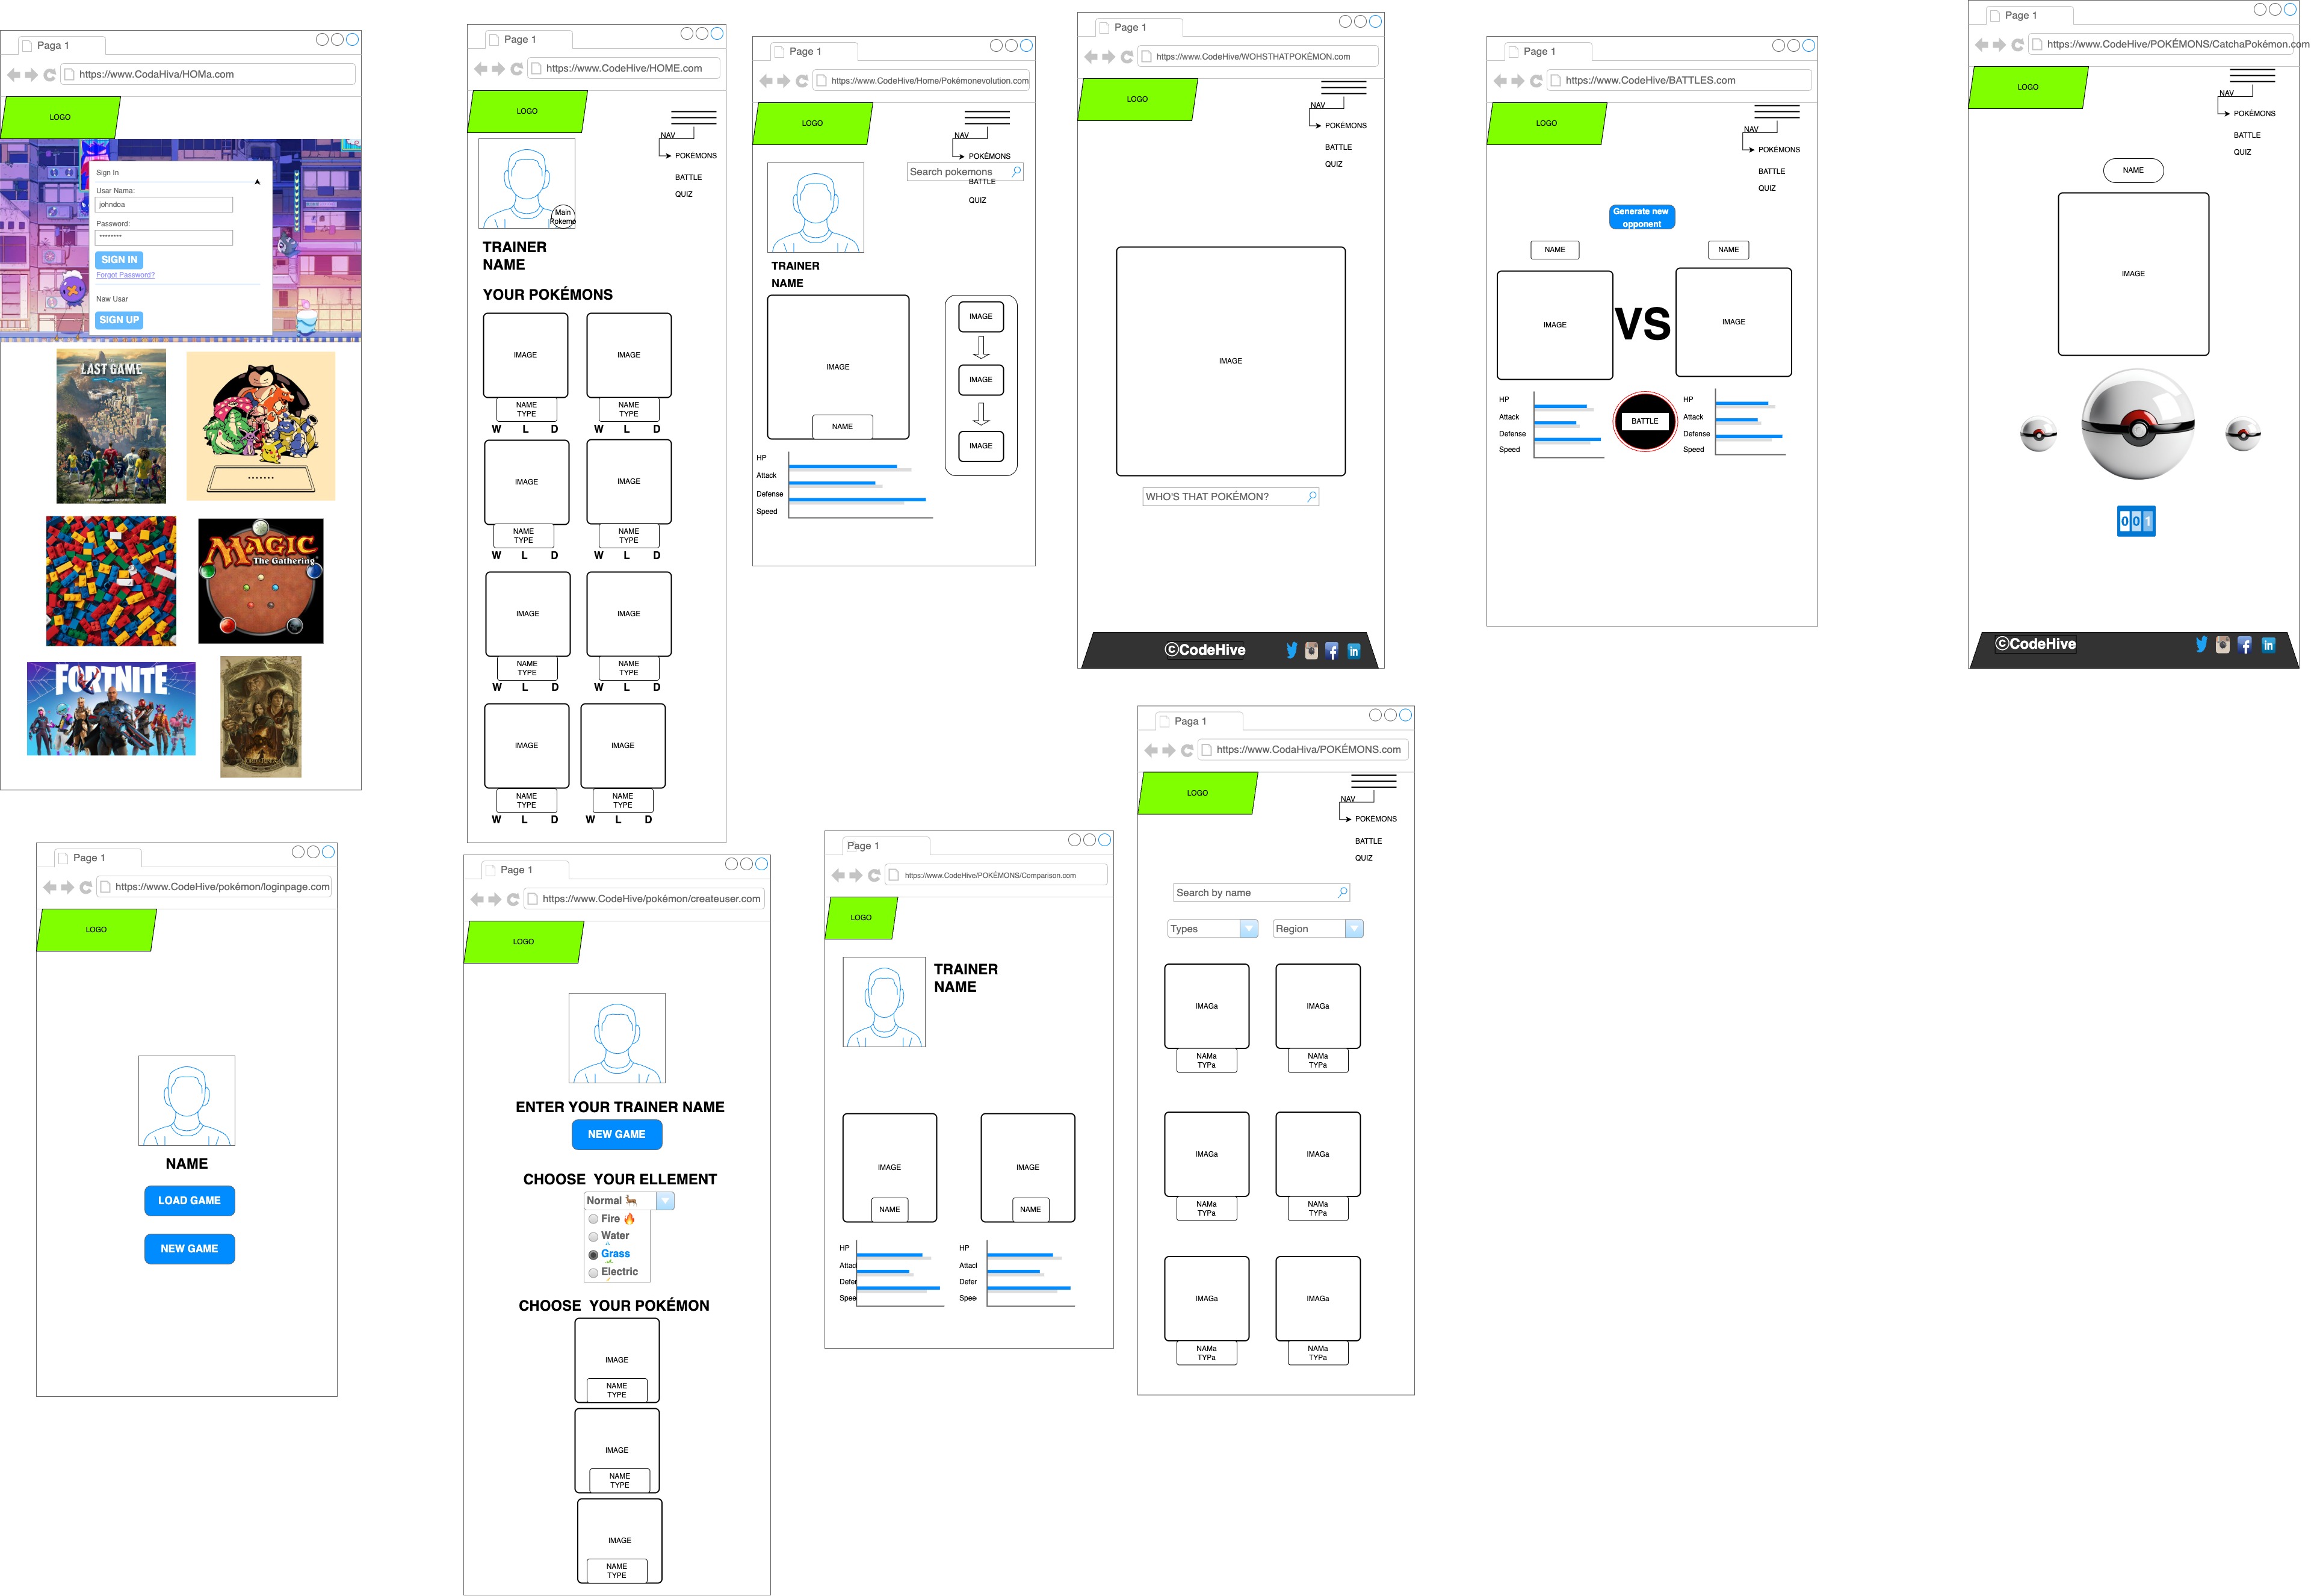 Paga 1
https://www.CodaHiva/HOMa.com
LOGO
Sign In
Usar Nama:
johndoa
Password:
********
SIGN IN
Forgot Password?
Naw Usar
SIGN UP
LAST GAME
MAGIC
The Gathering
FORTNITE
Page 1
https://www.CodeHive/HOME.com
LOGO
NAV
POKÉMONS
BATTLE
QUIZ
Main
Pokemo
TRAINER
NAME
YOUR POKÉMONS
IMAGE
IMAGE
NAME
TYPE
NAME
TYPE
W L D
W L D
IMAGE
IMAGE
NAME
TYPE
NAME
TYPE
W L D
W L D
IMAGE
IMAGE
NAME
TYPE
NAME
TYPE
W L D
W L D
IMAGE
IMAGE
NAME
TYPE
NAME
TYPE
W L D
W L D
Page 1
https://www.CodeHive/Home/Pokémonevolution.com
LOGO
NAV
POKÉMONS
Search pokemons
BATTLE
QUIZ
TRAINER
NAME
IMAGE
NAME
IMAGE
IMAGE
IMAGE
HP
Attack
Defense
Speed
Page 1
https://www.CodeHive/WOHSTHATPOKÉMON.com
LOGO
NAV
POKÉMONS
BATTLE
QUIZ
IMAGE
WHO'S THAT POKÉMON?
©CodeHive
Page 1
https://www.CodeHive/BATTLES.com
LOGO
NAV
POKÉMONS
BATTLE
QUIZ
Generate new
opponent
NAME
NAME
IMAGE
VS
IMAGE
HP
Attack
Defense
Speed
BATTLE
HP
Attack
Defense
Speed
Page 1
https://www.CodeHive/POKÉMONS/CatchaPokémon.com
LOGO
NAV
POKÉMONS
BATTLE
QUIZ
NAME
IMAGE
001
©CodeHive
Page 1
https://www.CodeHive/pokémon/loginpage.com
LOGO
NAME
LOAD GAME
NEW GAME
Page 1
https://www.CodeHive/pokémon/createuser.com
LOGO
ENTER YOUR TRAINER NAME
NEW GAME
CHOOSE YOUR ELLEMENT
Normal
Fire
Water
Grass
Electric
CHOOSE YOUR POKÉMON
IMAGE
NAME
TYPE
IMAGE
NAME
TYPE
IMAGE
NAME
TYPE
Page 1
https://www.CodeHive/POKÉMONS/Comparison.com
LOGO
TRAINER
NAME
IMAGE
NAME
IMAGE
NAME
HP
Attacl
Defer
Spee
HP
Attacl
Defer
Spee
Paga 1
https://www.CodaHiva/POKÉMONS.com
LOGO
NAV
POKÉMONS
BATTLE
QUIZ
Search by name
Types
Region
IMAGa
IMAGa
NAMa
TYPa
NAMa
TYPa
IMAGa
IMAGa
NAMa
TYPa
NAMa
TYPa
IMAGa
IMAGa
NAMa
TYPa
NAMa
TYPa